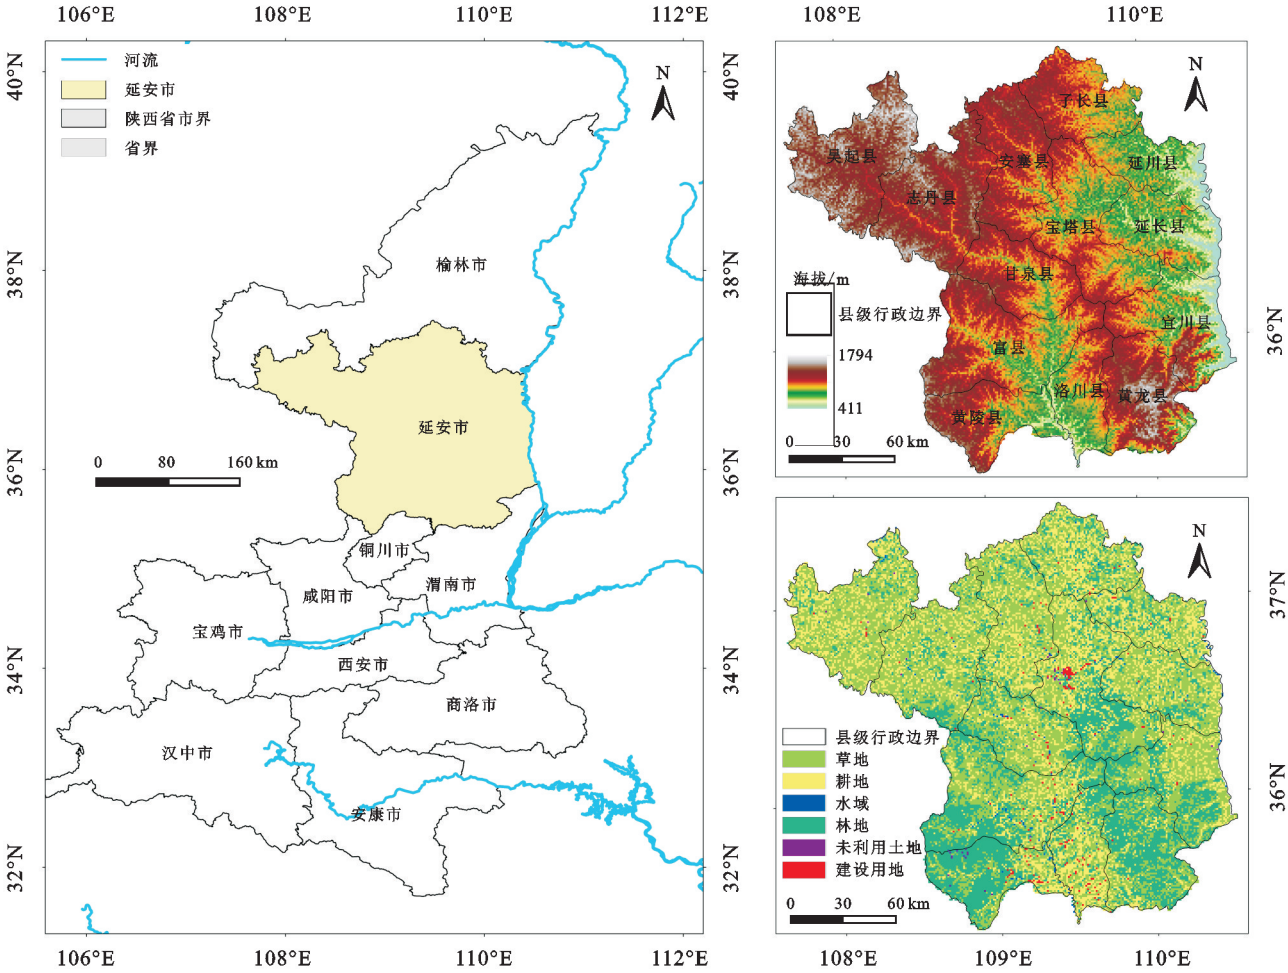 106°E 108°E 110°E 112°E
40°N
38°N
36°N
34°N
32°N
河流
延安市
陕西省市界
省界
N
榆林市
延安市
0 80 160 km
铜川市
渭南市
咸阳市
宝鸡市
西安市
商洛市
汉中市
安康市
40°N
38°N
36°N
34°N
32°N
106°E 108°E 110°E 112°E
108°E 110°E
N
了长县
吴起县
安塞县
延川县
志丹县
宝塔县
延长县
甘泉县
宜川县
富县
洛川县
黄龙县
黄陵县
海拔/m
县级行政边界
1794
411
0 30 60 km
36°N
N
县级行政边界
草地
耕地
水域
林地
未利用土地
建设用地
0 30 60 km
37°N
36°N
108°E 109°E 110°E